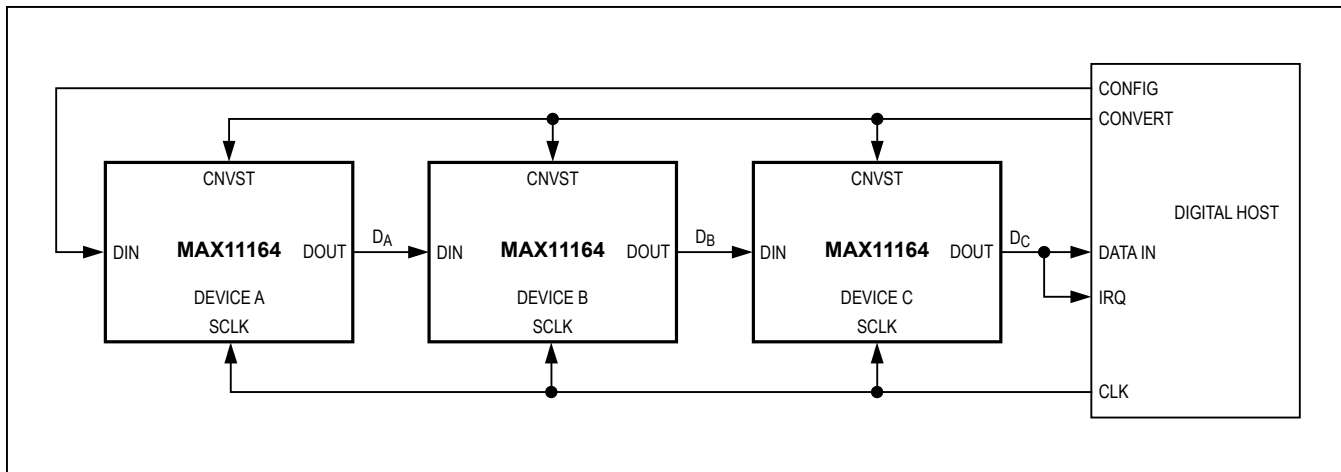 CONFIG
CONVERT
CNVST CNVST CNVST
DIGITAL HOST
DIN MAX11164 DOUT DA DIN MAX11164 DOUT DB DIN MAX11164 DOUT DC DATA IN
DEVICE A DEVICE B DEVICE C IRQ
SCLK SCLK SCLK
CLK